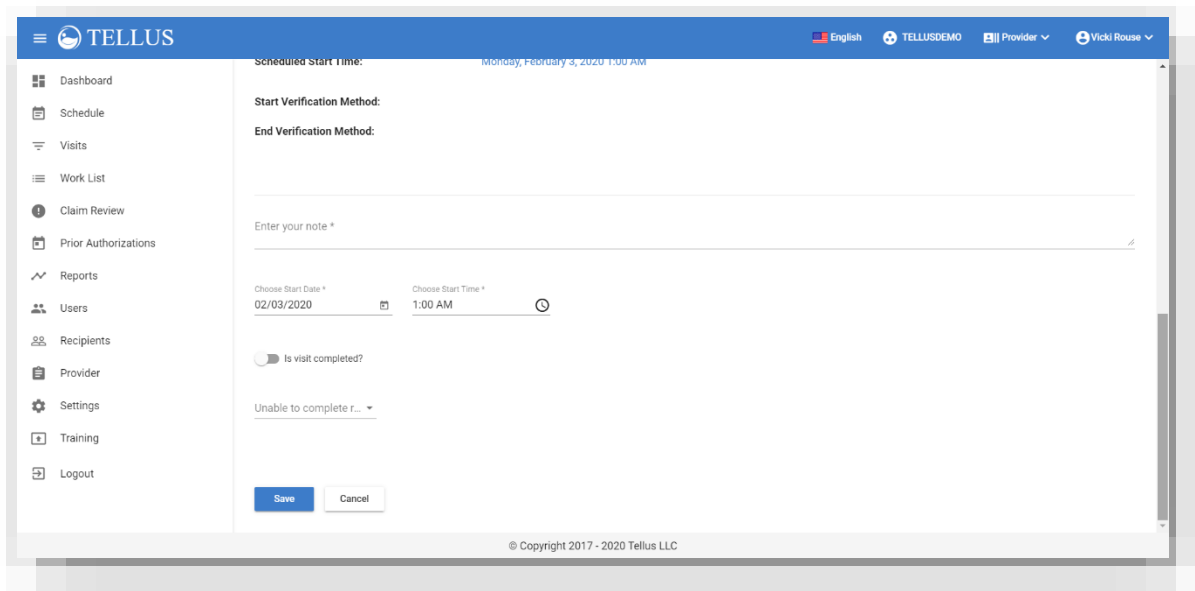 TELLUS
English TELLUSDEMO Provider Vicki Rouse
Dashboard
Schedule
Visits
Work List
Claim Review
Prior Authorizations
Reports
Users
Recipients
Provider
Settings
Training
Logout
Scheduled Start Time: Monday, February 3, 2020 1:00 AM
Start Verification Method:
End Verification Method:
Enter your note *
Choose Start Date * Choose Start Time *
02/03/2020 1:00 AM
Is visit completed?
Unable to complete r...
Save Cancel
© Copyright 2017 - 2020 Tellus LLC